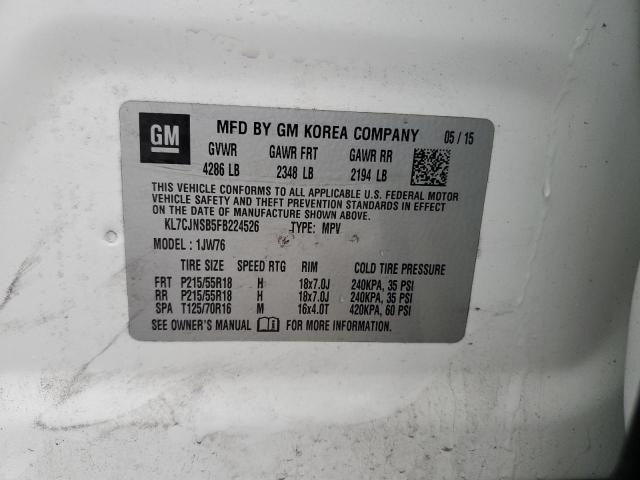 GM MFD BY GM KOREA COMPANY 05 / 15
GVWR GAWR FRT GAWR RR
4286 LB 2348 LB 2194 LB
THIS VEHICLE CONFORMS TO ALL APPLICABLE U.S. FEDERAL MOTOR
VEHICLE SAFETY AND THEFT PREVENTION STANDARDS IN EFFECT
ON THE DATE OF MANUFACTURE SHOWN ABOVE.
KL7CJNSB5FB224526 TYPE: MPV
MODEL : 1JW76
TIRE SIZE SPEED RTG RIM COLD TIRE PRESSURE
FRT P215/55R18 H 18x7.0J 240KPA, 35 PSI
RR P215/55R18 H 18x7.0J 240KPA, 35 PSI
SPA T125/70R16 M 16x4.0T 420KPA, 60 PSI
SEE OWNER'S MANUAL FOR MORE INFORMATION.